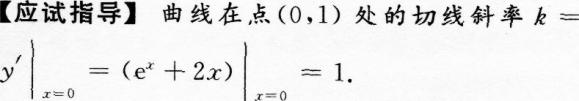 【应试指导】 曲线在点(0,1)处的切线斜率 k =
y′|ₓ₌₀ = (eˣ + 2x)|ₓ₌₀ = 1.